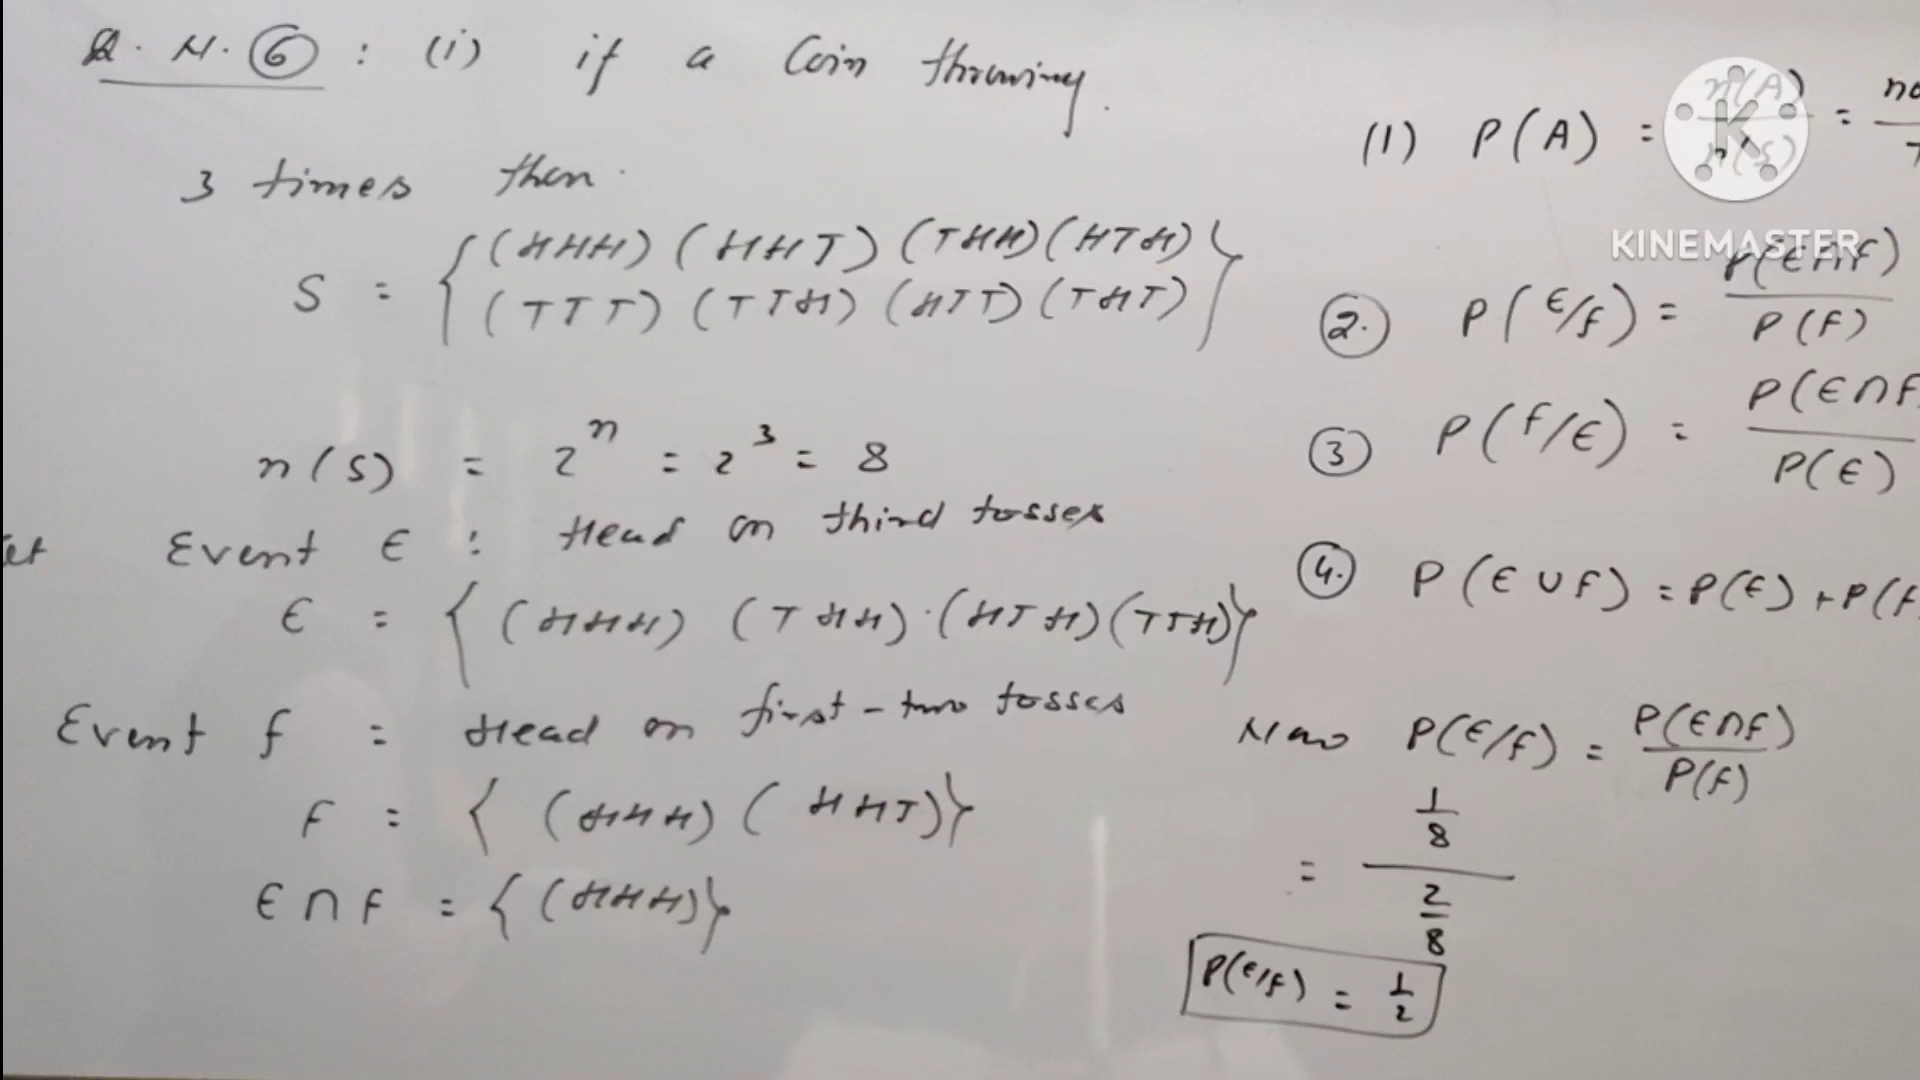 Q. N. 6 : (i) if a Coin throwing
3 times then.
S = { (HHH) (HHT) (THH) (HTH)
(TTT) (TTH) (HTT) (THT) }
n(S) = 2^n = 2^3 = 8
Event E : Head on third tosses
E = { (HHH) (THH) (HTH) (TTH) }
Event F = Head on first-two tosses
F = { (HHH) (HHT) }
E ∩ F = { (HHH) }
(1) P(A) = n(A) / n(S) =
KINEMASTER
2. P(E/F) = P(E∩F) / P(F)
3 P(F/E) = P(E∩F / P(E)
4. P(E∪F) = P(E) + P(F
Now P(E/F) = P(E∩F) / P(F)
= 1/8 / 2/8
P(E/F) = 1/2